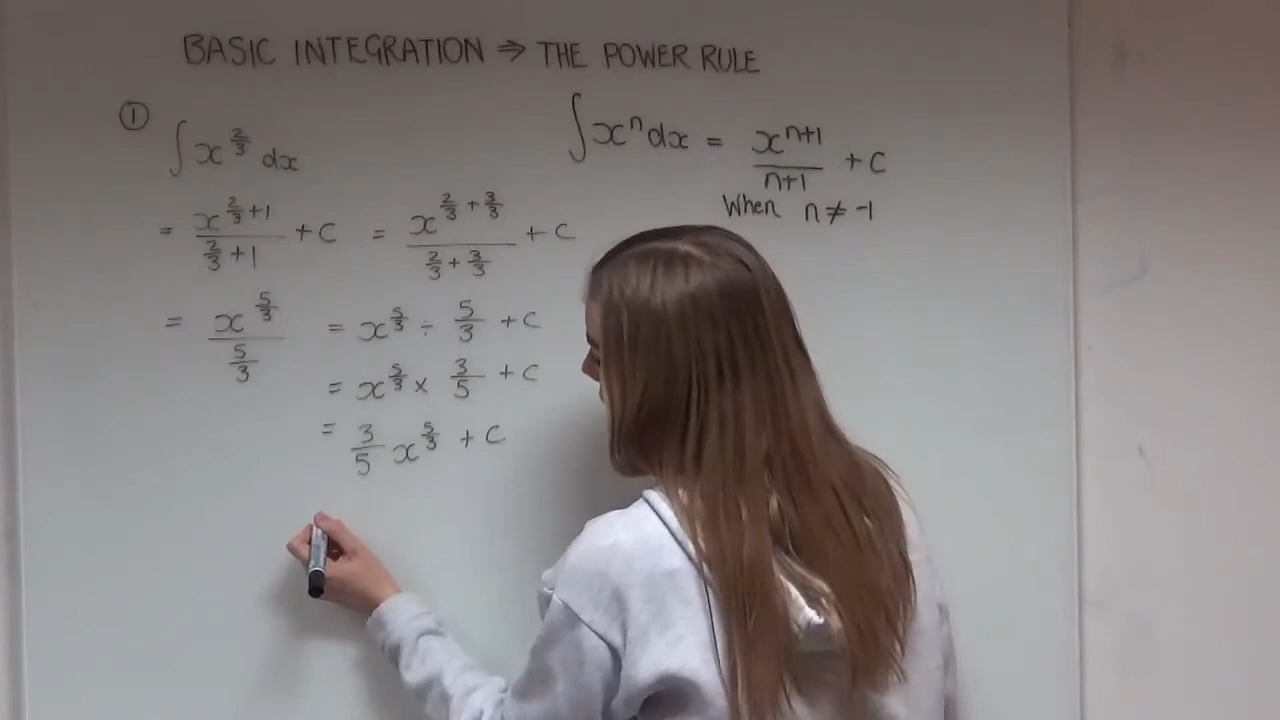 BASIC INTEGRATION ⇒ THE POWER RULE
① ∫ x^(2/3) dx
∫ x^n dx = x^(n+1)/(n+1) + C
When n ≠ -1
= x^(2/3 + 1)/(2/3 + 1) + C = x^(2/3 + 3/3)/(2/3 + 3/3) + C
= x^(5/3)/(5/3) = x^(5/3) ÷ 5/3 + C
= x^(5/3) × 3/5 + C
= 3/5 x^(5/3) + C